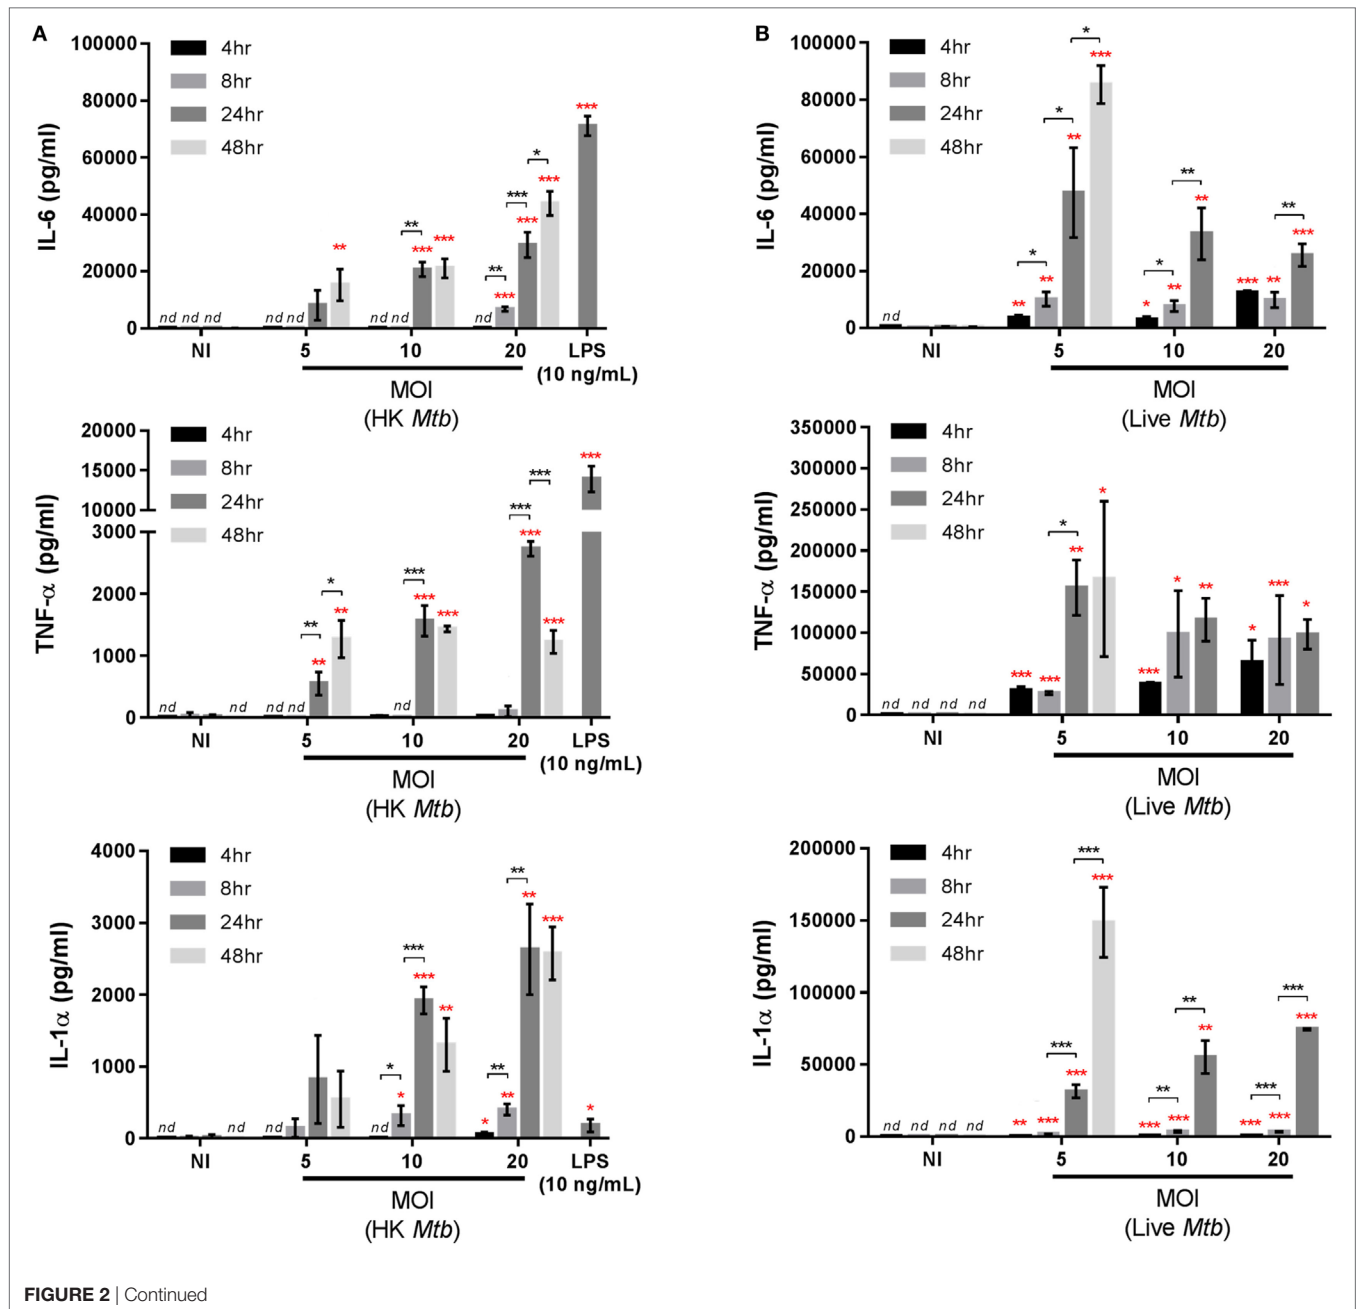 A
100000
80000
60000
40000
20000
0
IL-6 (pg/ml)
4hr
8hr
24hr
48hr
nd nd nd
nd nd
** 
nd nd
**
***
***
nd
**
***
***
***
*
***
***
NI
5
10
20
LPS
(10 ng/mL)
MOI
(HK Mtb)
B
100000
80000
60000
40000
20000
0
IL-6 (pg/ml)
4hr
8hr
24hr
48hr
nd
**
*
**
*
**
*
***
*
*
**
**
**
***
**
**
***
NI
5
10
20
MOI
(Live Mtb)
20000
15000
10000
3000
2000
1000
0
TNF-α (pg/ml)
4hr
8hr
24hr
48hr
nd
nd
nd nd
**
**
*
**
nd
***
***
***
***
***
***
***
***
NI
5
10
20
LPS
(10 ng/mL)
MOI
(HK Mtb)
350000
300000
250000
200000
150000
100000
50000
0
TNF-α (pg/ml)
4hr
8hr
24hr
48hr
nd nd nd nd
***
***
*
**
*
***
*
**
*
***
*
NI
5
10
20
MOI
(Live Mtb)
4000
3000
2000
1000
0
IL-1α (pg/ml)
4hr
8hr
24hr
48hr
nd
nd
nd
nd
*
*
***
***
**
*
**
**
**
**
***
*
NI
5
10
20
LPS
(10 ng/mL)
MOI
(HK Mtb)
200000
150000
100000
50000
0
IL-1α (pg/ml)
4hr
8hr
24hr
48hr
nd nd nd nd
**
***
***
***
***
***
***
**
***
**
**
***
***
***
***
***
NI
5
10
20
MOI
(Live Mtb)
FIGURE 2 | Continued